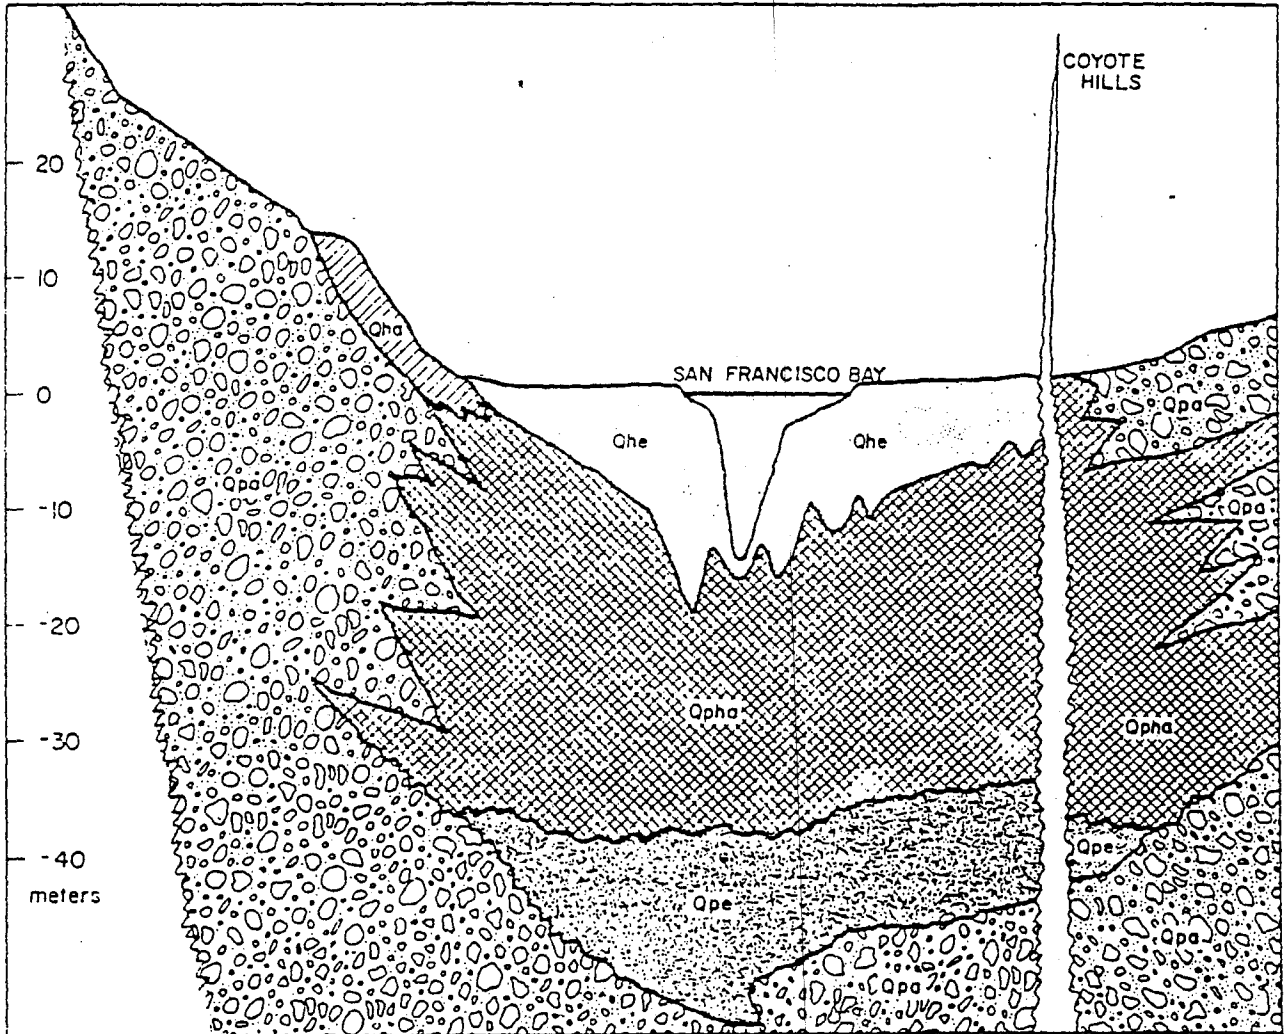 COYOTE
HILLS
20
10
Qha
SAN FRANCISCO BAY
0
Qpa
Qhe
Qhe
Qpa
-10
Qpa
-20
Qpha
Qpha
-30
-40
Qpe
meters
Qpe
Qpa
Qpa?